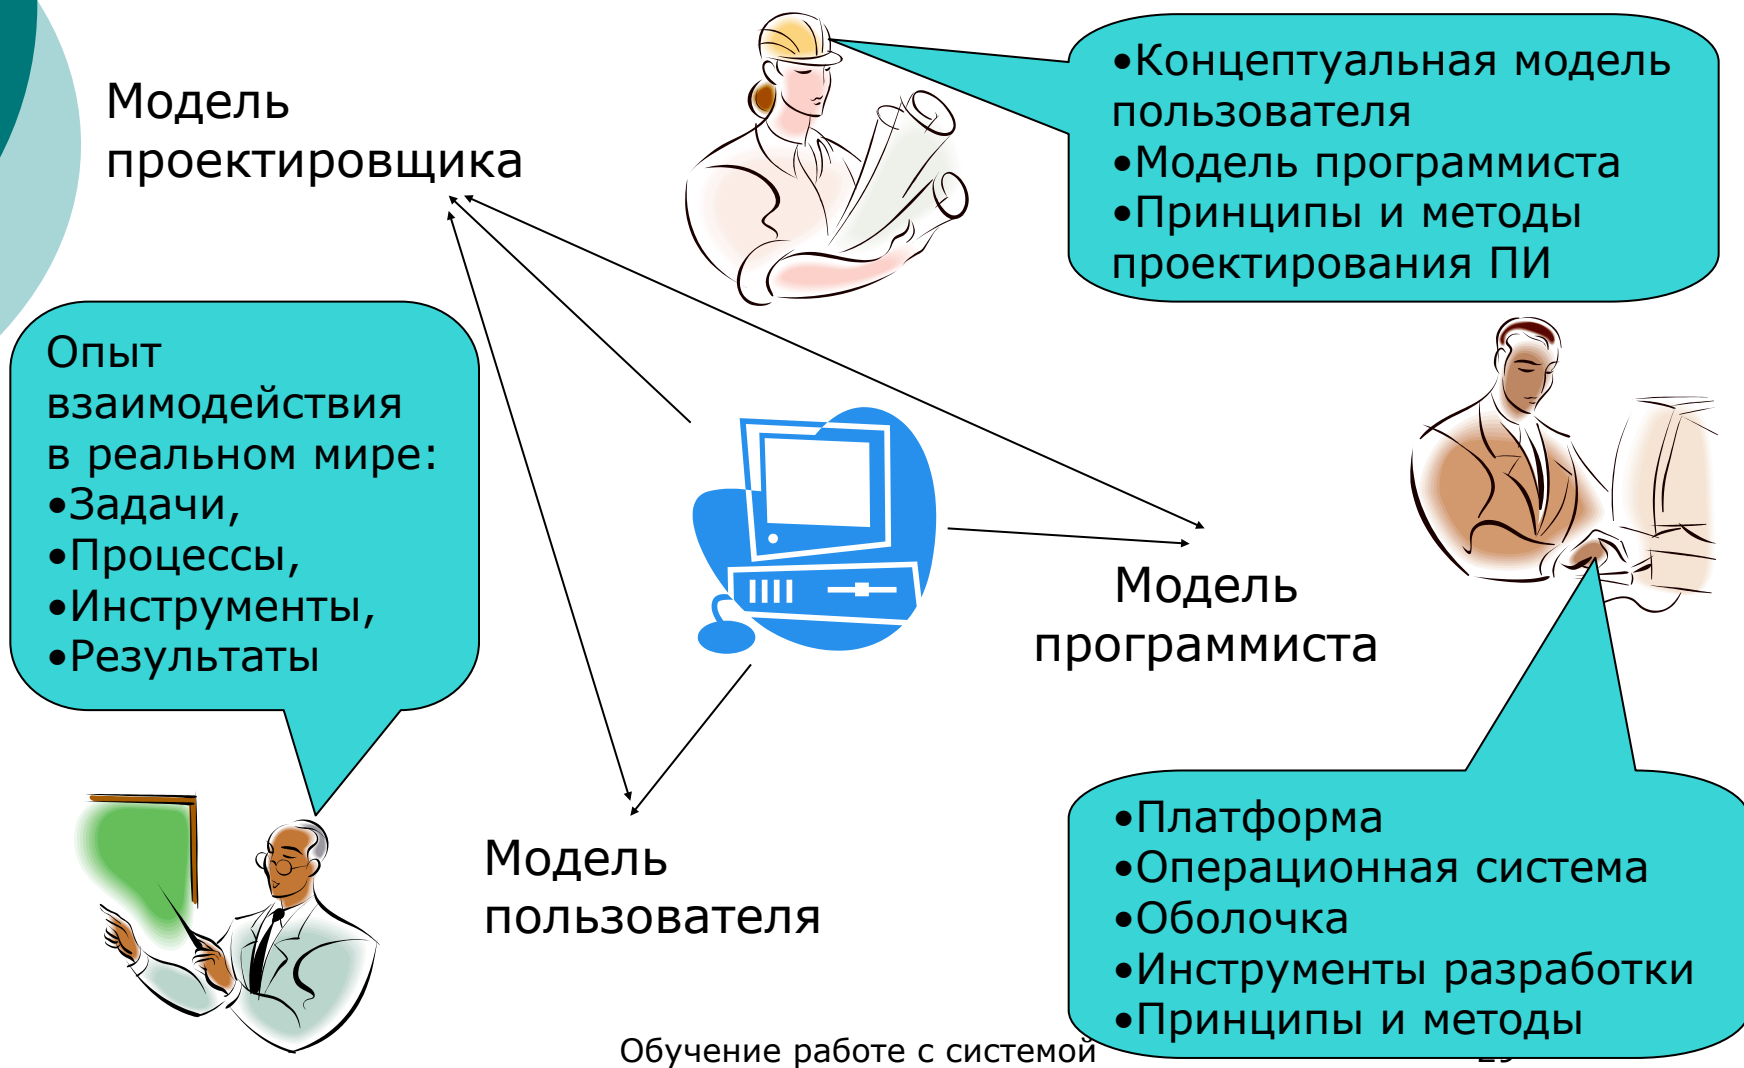 Модель
проектировщика
•Концептуальная модель
пользователя
•Модель программиста
•Принципы и методы
проектирования ПИ
Опыт
взаимодействия
в реальном мире:
•Задачи,
•Процессы,
•Инструменты,
•Результаты
Модель
программиста
Модель
пользователя
•Платформа
•Операционная система
•Оболочка
•Инструменты разработки
•Принципы и методы
Обучение работе с системой